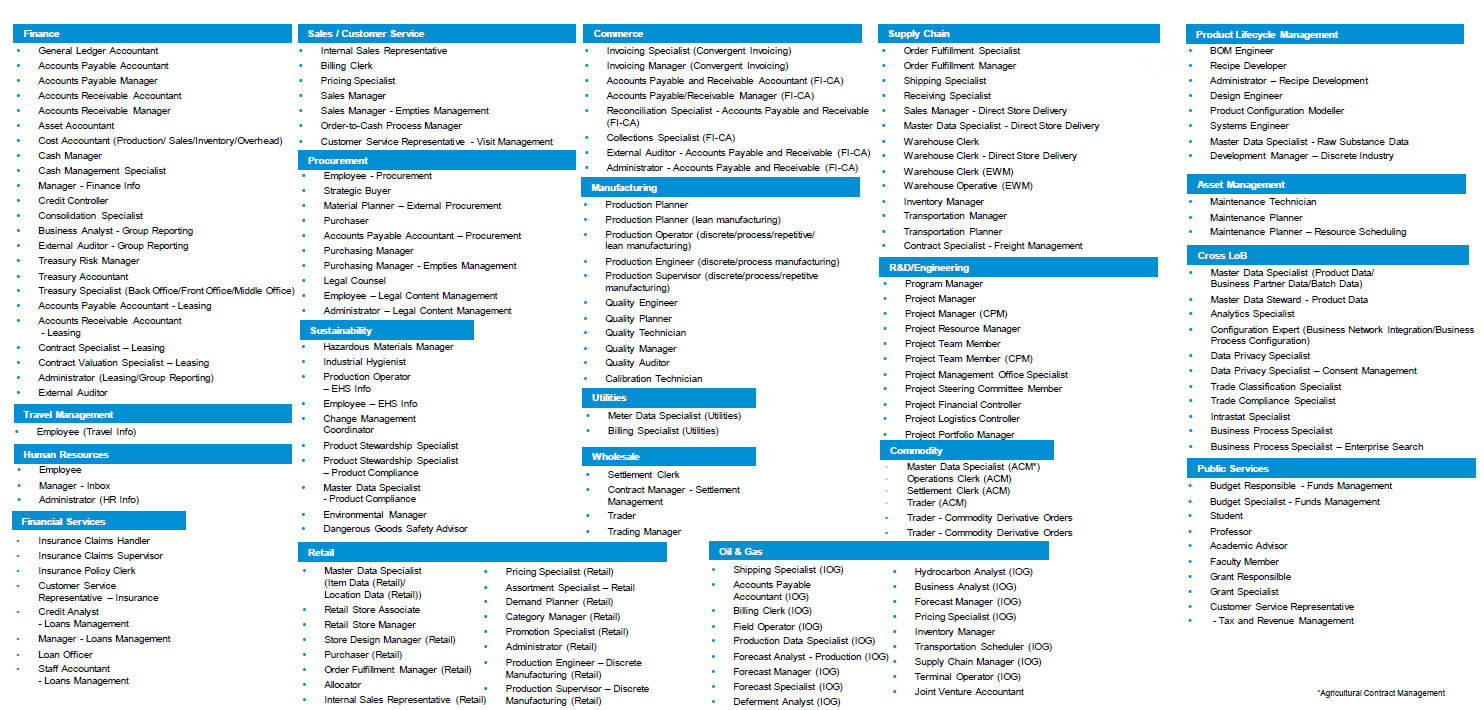 Finance
General Ledger Accountant
Accounts Payable Accountant
Accounts Payable Manager
Accounts Receivable Accountant
Accounts Receivable Manager
Asset Accountant
Cost Accountant (Production/ Sales/Inventory/Overhead)
Cash Manager
Cash Management Specialist
Manager - Finance Info
Credit Controller
Consolidation Specialist
Business Analyst - Group Reporting
External Auditor - Group Reporting
Treasury Risk Manager
Treasury Accountant
Treasury Specialist (Back Office/Front Office/Middle Office)
Accounts Payable Accountant - Leasing
Accounts Receivable Accountant
- Leasing
Contract Specialist – Leasing
Contract Valuation Specialist – Leasing
Administrator (Leasing/Group Reporting)
External Auditor
Travel Management
Employee (Travel Info)
Human Resources
Employee
Manager - Inbox
Administrator (HR Info)
Financial Services
Insurance Claims Handler
Insurance Claims Supervisor
Insurance Policy Clerk
Customer Service
Representative – Insurance
Credit Analyst
- Loans Management
Manager - Loans Management
Loan Officer
Staff Accountant
- Loans Management
Sales / Customer Service
Internal Sales Representative
Billing Clerk
Pricing Specialist
Sales Manager
Sales Manager - Empties Management
Order-to-Cash Process Manager
Customer Service Representative - Visit Management
Procurement
Employee - Procurement
Strategic Buyer
Material Planner – External Procurement
Purchaser
Accounts Payable Accountant – Procurement
Purchasing Manager
Purchasing Manager - Empties Management
Legal Counsel
Employee – Legal Content Management
Administrator – Legal Content Management
Sustainability
Hazardous Materials Manager
Industrial Hygienist
Production Operator
– EHS Info
Employee – EHS Info
Change Management
Coordinator
Product Stewardship Specialist
Product Stewardship Specialist
– Product Compliance
Master Data Specialist
- Product Compliance
Environmental Manager
Dangerous Goods Safety Advisor
Retail
Master Data Specialist
(Item Data (Retail)/
Location Data (Retail))
Retail Store Associate
Retail Store Manager
Store Design Manager (Retail)
Purchaser (Retail)
Order Fulfillment Manager (Retail)
Allocator
Internal Sales Representative (Retail)
Pricing Specialist (Retail)
Assortment Specialist – Retail
Demand Planner (Retail)
Category Manager (Retail)
Promotion Specialist (Retail)
Administrator (Retail)
Production Engineer – Discrete
Manufacturing (Retail)
Production Supervisor – Discrete
Manufacturing (Retail)
Commerce
Invoicing Specialist (Convergent Invoicing)
Invoicing Manager (Convergent Invoicing)
Accounts Payable and Receivable Accountant (FI-CA)
Accounts Payable/Receivable Manager (FI-CA)
Reconciliation Specialist - Accounts Payable and Receivable
(FI-CA)
Collections Specialist (FI-CA)
External Auditor - Accounts Payable and Receivable (FI-CA)
Administrator - Accounts Payable and Receivable (FI-CA)
Manufacturing
Production Planner
Production Planner (lean manufacturing)
Production Operator (discrete/process/repetitive/
lean manufacturing)
Production Engineer (discrete/process manufacturing)
Production Supervisor (discrete/process/repetitve
manufacturing)
Quality Engineer
Quality Planner
Quality Technician
Quality Manager
Quality Auditor
Calibration Technician
Utilities
Meter Data Specialist (Utilities)
Billing Specialist (Utilities)
Wholesale
Settlement Clerk
Contract Manager - Settlement
Management
Trader
Trading Manager
Oil & Gas
Shipping Specialist (IOG)
Accounts Payable
Accountant (IOG)
Billing Clerk (IOG)
Field Operator (IOG)
Production Data Specialist (IOG)
Forecast Analyst - Production (IOG)
Forecast Manager (IOG)
Forecast Specialist (IOG)
Deferment Analyst (IOG)
Hydrocarbon Analyst (IOG)
Business Analyst (IOG)
Forecast Manager (IOG)
Pricing Specialist (IOG)
Inventory Manager
Transportation Scheduler (IOG)
Supply Chain Manager (IOG)
Terminal Operator (IOG)
Joint Venture Accountant
Supply Chain
Order Fulfillment Specialist
Order Fulfillment Manager
Shipping Specialist
Receiving Specialist
Sales Manager - Direct Store Delivery
Master Data Specialist - Direct Store Delivery
Warehouse Clerk
Warehouse Clerk - Direct Store Delivery
Warehouse Clerk (EWM)
Warehouse Operative (EWM)
Inventory Manager
Transportation Manager
Transportation Planner
Contract Specialist - Freight Management
R&D/Engineering
Program Manager
Project Manager
Project Manager (CPM)
Project Resource Manager
Project Team Member
Project Team Member (CPM)
Project Management Office Specialist
Project Steering Committee Member
Project Financial Controller
Project Logistics Controller
Project Portfolio Manager
Commodity
Master Data Specialist (ACM*)
Operations Clerk (ACM)
Settlement Clerk (ACM)
Trader (ACM)
Trader - Commodity Derivative Orders
Trader - Commodity Derivative Orders
Product Lifecycle Management
BOM Engineer
Recipe Developer
Administrator – Recipe Development
Design Engineer
Product Configuration Modeller
Systems Engineer
Master Data Specialist - Raw Substance Data
Development Manager – Discrete Industry
Asset Management
Maintenance Technician
Maintenance Planner
Maintenance Planner – Resource Scheduling
Cross LoB
Master Data Specialist (Product Data/
Business Partner Data/Batch Data)
Master Data Steward - Product Data
Analytics Specialist
Configuration Expert (Business Network Integration/Business
Process Configuration)
Data Privacy Specialist
Data Privacy Specialist – Consent Management
Trade Classification Specialist
Trade Compliance Specialist
Intrastat Specialist
Business Process Specialist
Business Process Specialist – Enterprise Search
Public Services
Budget Responsible - Funds Management
Budget Specialist - Funds Management
Student
Professor
Academic Advisor
Faculty Member
Grant Responsible
Grant Specialist
Customer Service Representative
- Tax and Revenue Management
*Agricultural Contract Management